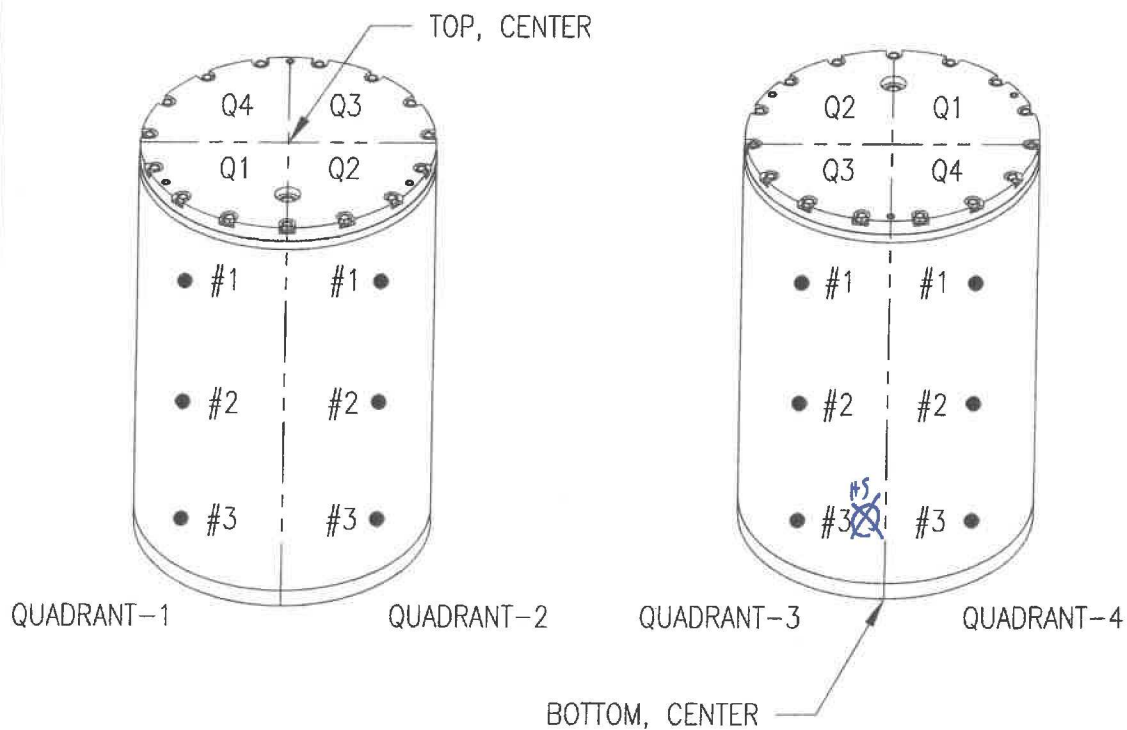 TOP, CENTER
Q4 Q3 Q2 Q1
Q1 Q2 Q3 Q4
#1 #1 #1 #1
#2 #2 #2 #2
HS
#3 #3 #3 #3
QUADRANT-1 QUADRANT-2 QUADRANT-3 QUADRANT-4
BOTTOM, CENTER